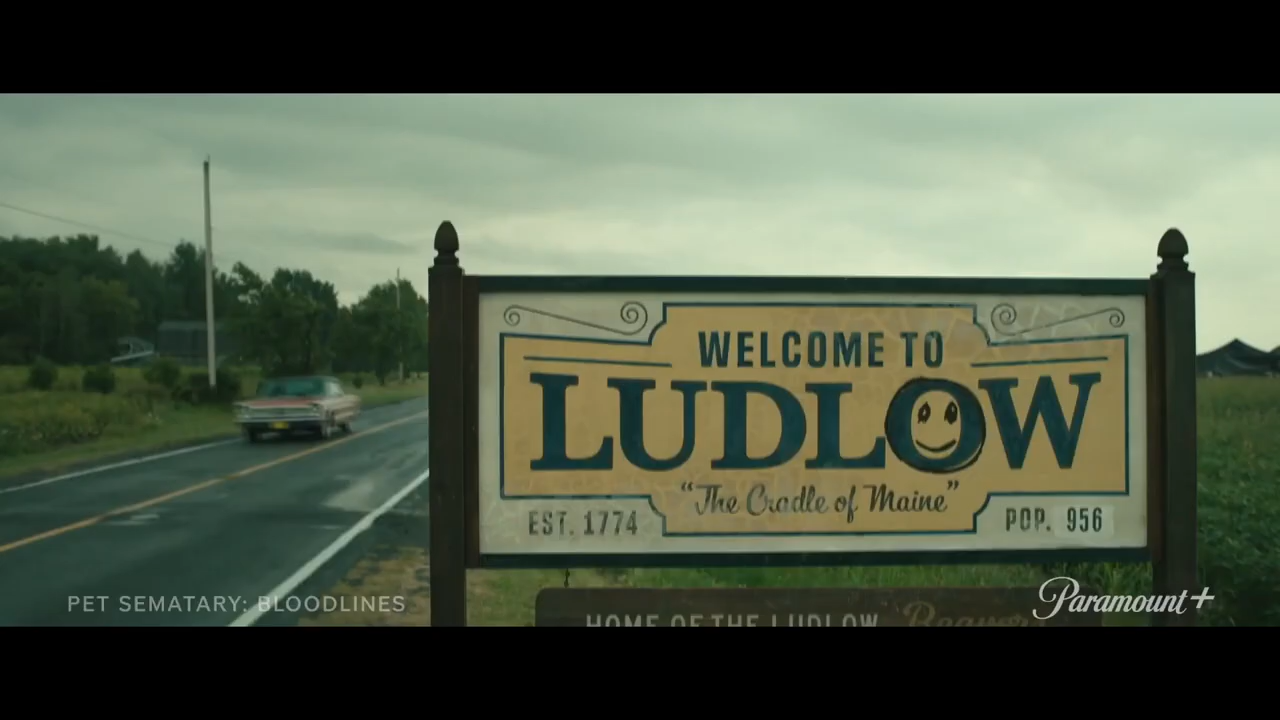 WELCOME TO
LUDLOW
“The Cradle of Maine”
EST. 1774
POP. 956
HOME OF THE LUDLOW Beavers
PET SEMATARY: BLOODLINES
Paramount+